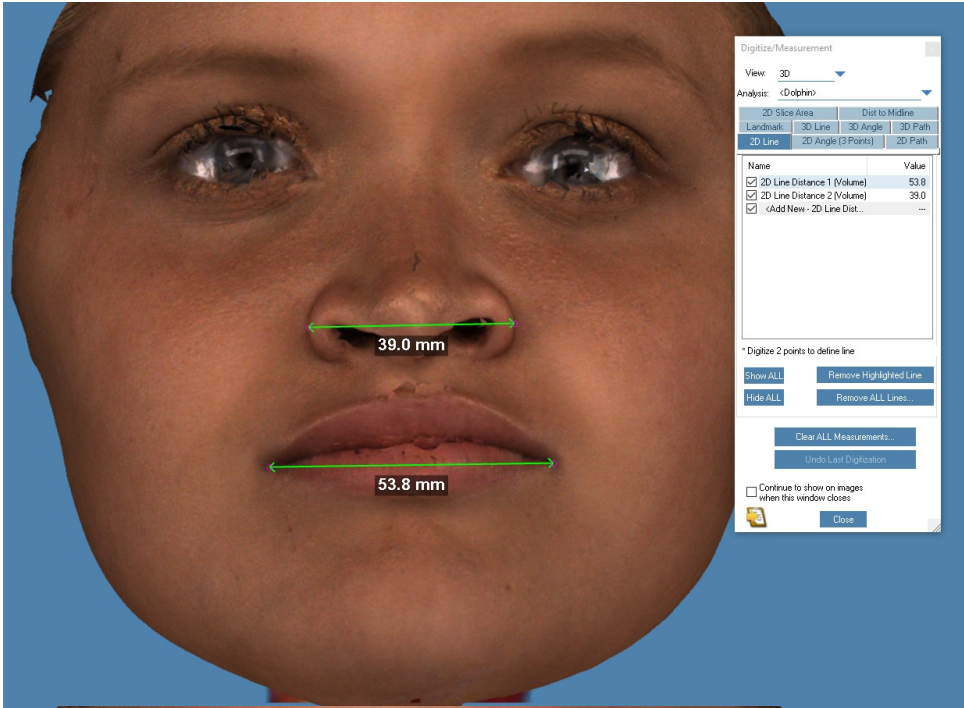 39.0 mm
53.8 mm
Digitize/Measurement
View: 3D
Analysis: <Dolphin>
2D Slice Area Dist to Midline
Landmark 3D Line 3D Angle 3D Path
2D Line 2D Angle (3 Points) 2D Path
Name Value
2D Line Distance 1 (Volume) 53.8
2D Line Distance 2 (Volume) 39.0
<Add New - 2D Line Dist... ---
* Digitize 2 points to define line
Show ALL Remove Highlighted Line
Hide ALL Remove ALL Lines...
Clear ALL Measurements...
Undo Last Digitization
Continue to show on images
when this window closes
Close